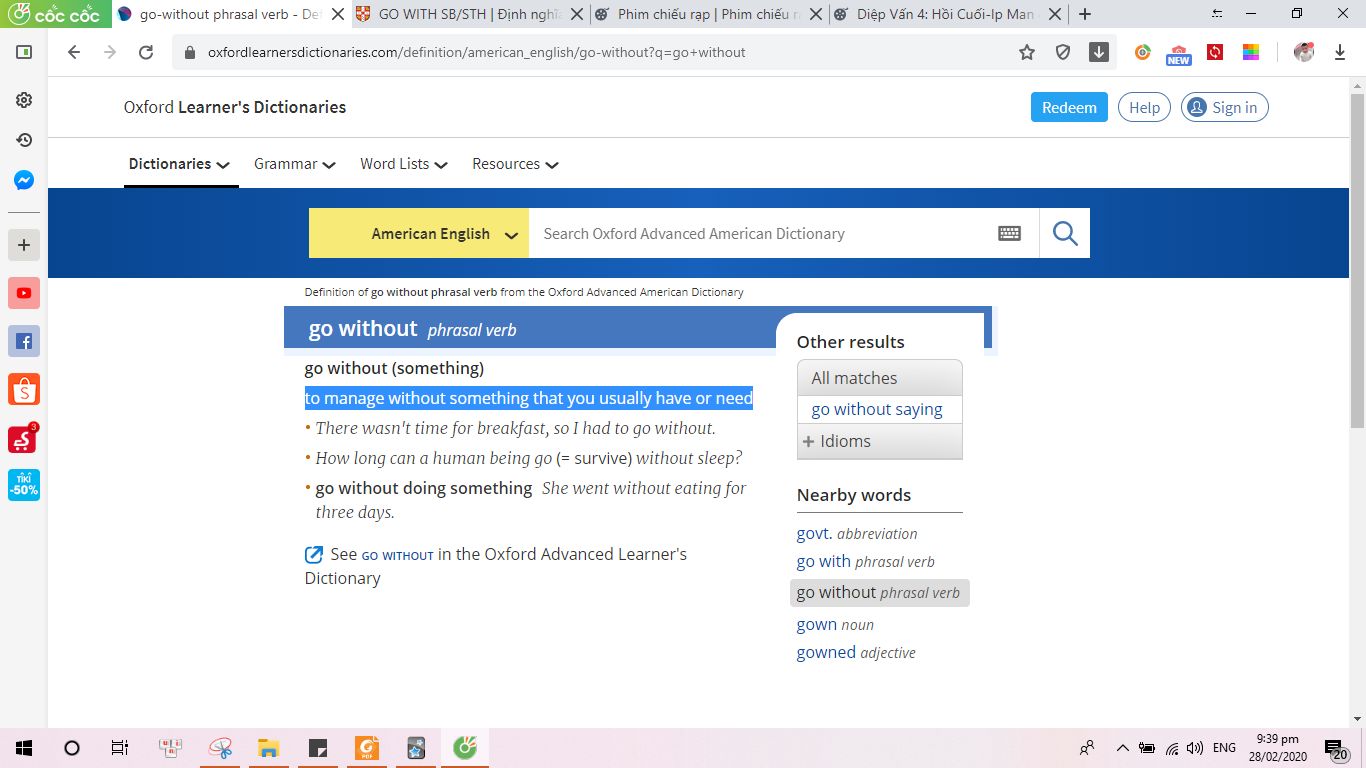 cốc cốc
go-without phrasal verb - Def
GO WITH SB/STH | Định nghĩa
Phim chiếu rạp | Phim chiếu r
Diệp Vấn 4: Hồi Cuối-Ip Man
oxfordlearnersdictionaries.com/definition/american_english/go-without?q=go+without
NEW
Oxford Learner's Dictionaries
Redeem
Help
Sign in
Dictionaries
Grammar
Word Lists
Resources
American English
Search Oxford Advanced American Dictionary
Definition of go without phrasal verb from the Oxford Advanced American Dictionary
go without phrasal verb
go without (something)
to manage without something that you usually have or need
• There wasn't time for breakfast, so I had to go without.
• How long can a human being go (= survive) without sleep?
• go without doing something She went without eating for
three days.
See GO WITHOUT in the Oxford Advanced Learner's
Dictionary
Other results
All matches
go without saying
+ Idioms
Nearby words
govt. abbreviation
go with phrasal verb
go without phrasal verb
gown noun
gowned adjective
3
TIKI
-50%
PDF
ENG
9:39 pm
28/02/2020
20